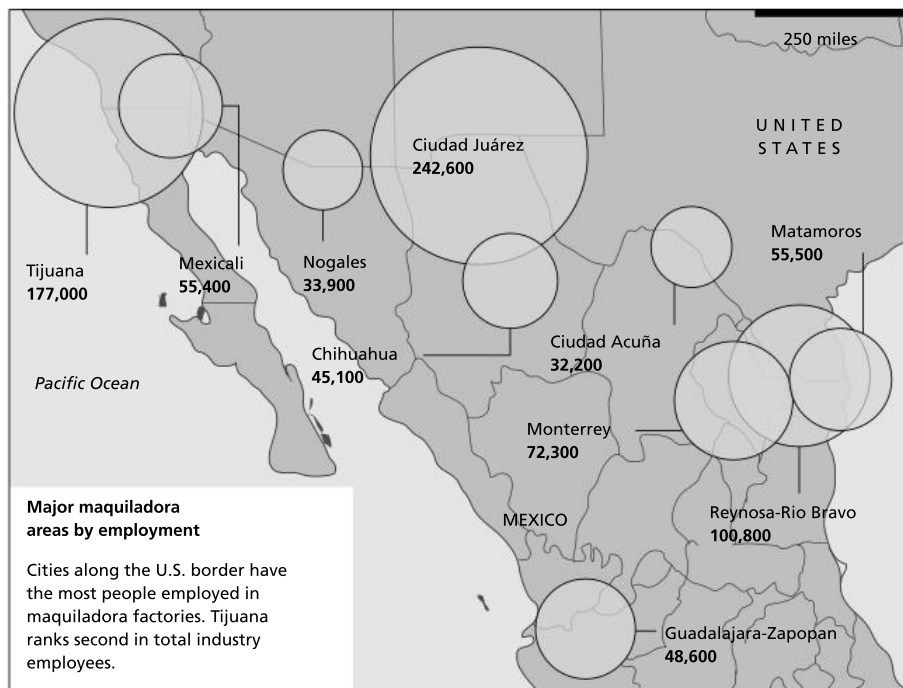 250 miles
UNITED
STATES
Ciudad Juárez
242,600
Matamoros
55,500
Tijuana
177,000
Mexicali
55,400
Nogales
33,900
Chihuahua
45,100
Ciudad Acuña
32,200
Pacific Ocean
Monterrey
72,300
Reynosa-Rio Bravo
100,800
MEXICO
Guadalajara-Zapopan
48,600
Major maquiladora
areas by employment
Cities along the U.S. border have
the most people employed in
maquiladora factories. Tijuana
ranks second in total industry
employees.